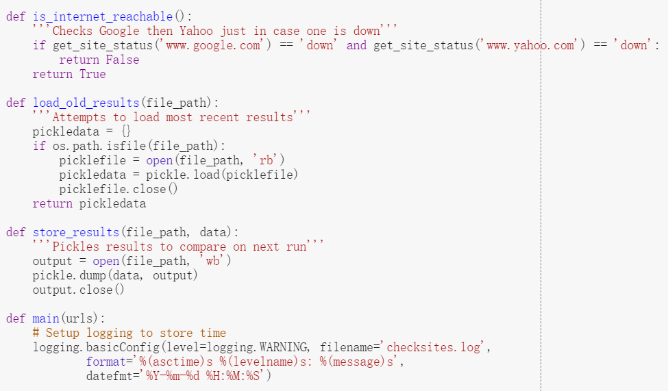 def is_internet_reachable():
    '''Checks Google then Yahoo just in case one is down'''
    if get_site_status('www.google.com') == 'down' and get_site_status('www.yahoo.com') == 'down':
        return False
    return True

def load_old_results(file_path):
    '''Attempts to load most recent results'''
    pickledata = {}
    if os.path.isfile(file_path):
        picklefile = open(file_path, 'rb')
        pickledata = pickle.load(picklefile)
        picklefile.close()
    return pickledata

def store_results(file_path, data):
    '''Pickles results to compare on next run'''
    output = open(file_path, 'wb')
    pickle.dump(data, output)
    output.close()

def main(urls):
    # Setup logging to store time
    logging.basicConfig(level=logging.WARNING, filename='checksites.log',
            format='%(asctime)s %(levelname)s: %(message)s',
            datefmt='%Y-%m-%d %H:%M:%S')